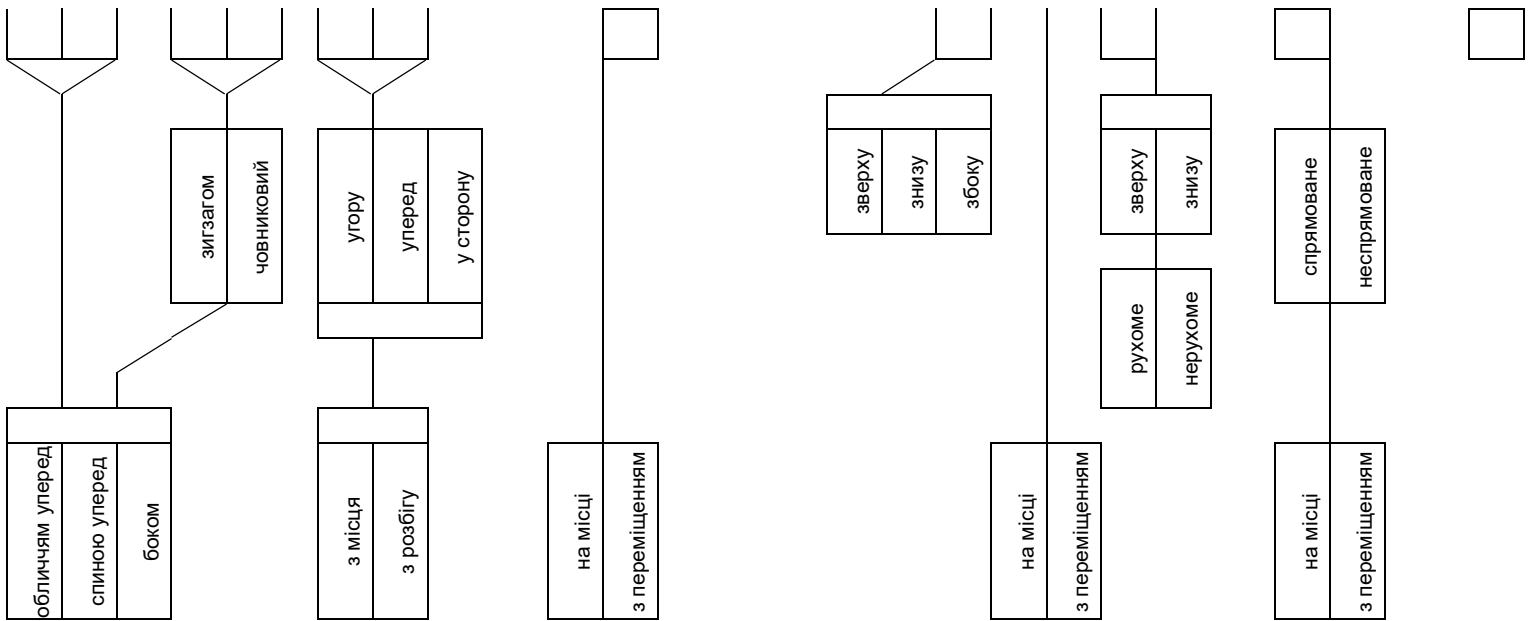 зигзагом
човниковий
угору
уперед
у сторону
зверху
знизу
збоку
зверху
знизу
спрямоване
неспрямоване
рухоме
нерухоме
обличчям уперед
спиною уперед
боком
з місця
з розбігу
на місці
з переміщенням
на місці
з переміщенням
на місці
з переміщенням